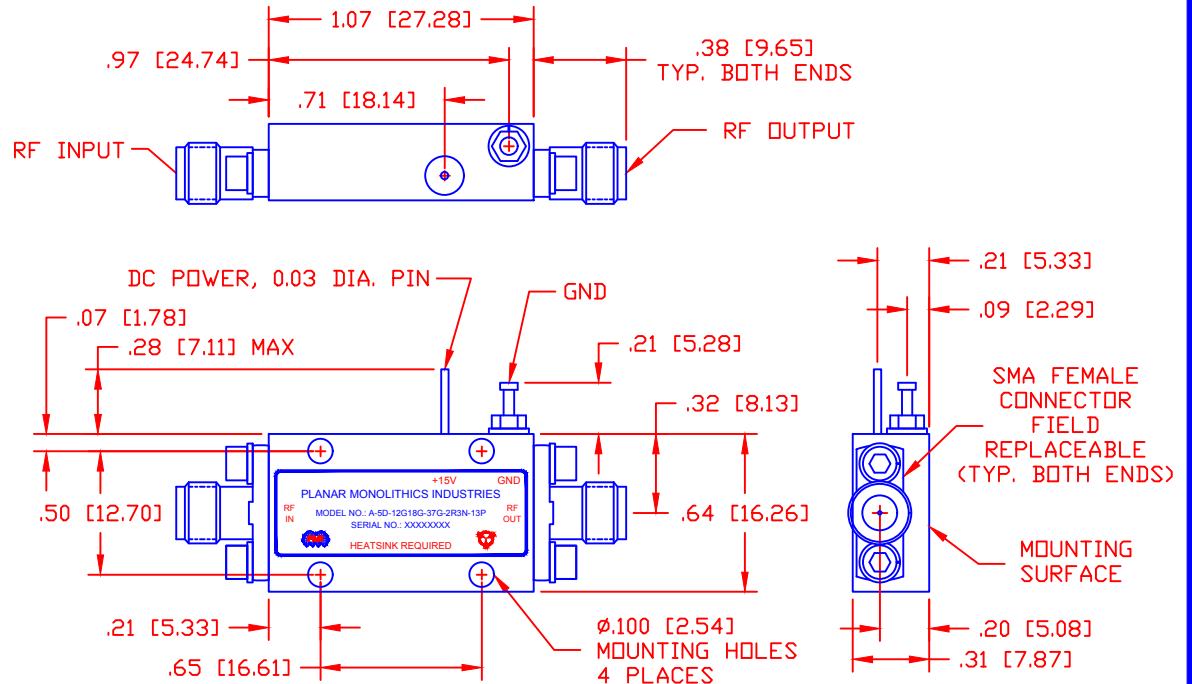 1.07 [27.28]
.97 [24.74]
.38 [9.65]
TYP. BOTH ENDS
.71 [18.14]
RF INPUT
RF OUTPUT
DC POWER, 0.03 DIA. PIN
GND
.07 [1.78]
.28 [7.11] MAX
.21 [5.28]
.32 [8.13]
.50 [12.70]
.64 [16.26]
+15V
GND
PLANAR MONOLITHICS INDUSTRIES
RF
IN
MODEL NO.: A-5D-12G18G-37G-2R3N-13P
RF
OUT
SERIAL NO.: XXXXXXXX
HEATSINK REQUIRED
.21 [5.33]
.65 [16.61]
Ø.100 [2.54]
MOUNTING HOLES
4 PLACES
.21 [5.33]
.09 [2.29]
SMA FEMALE
CONNECTOR
FIELD
REPLACEABLE
(TYP. BOTH ENDS)
MOUNTING
SURFACE
.20 [5.08]
.31 [7.87]